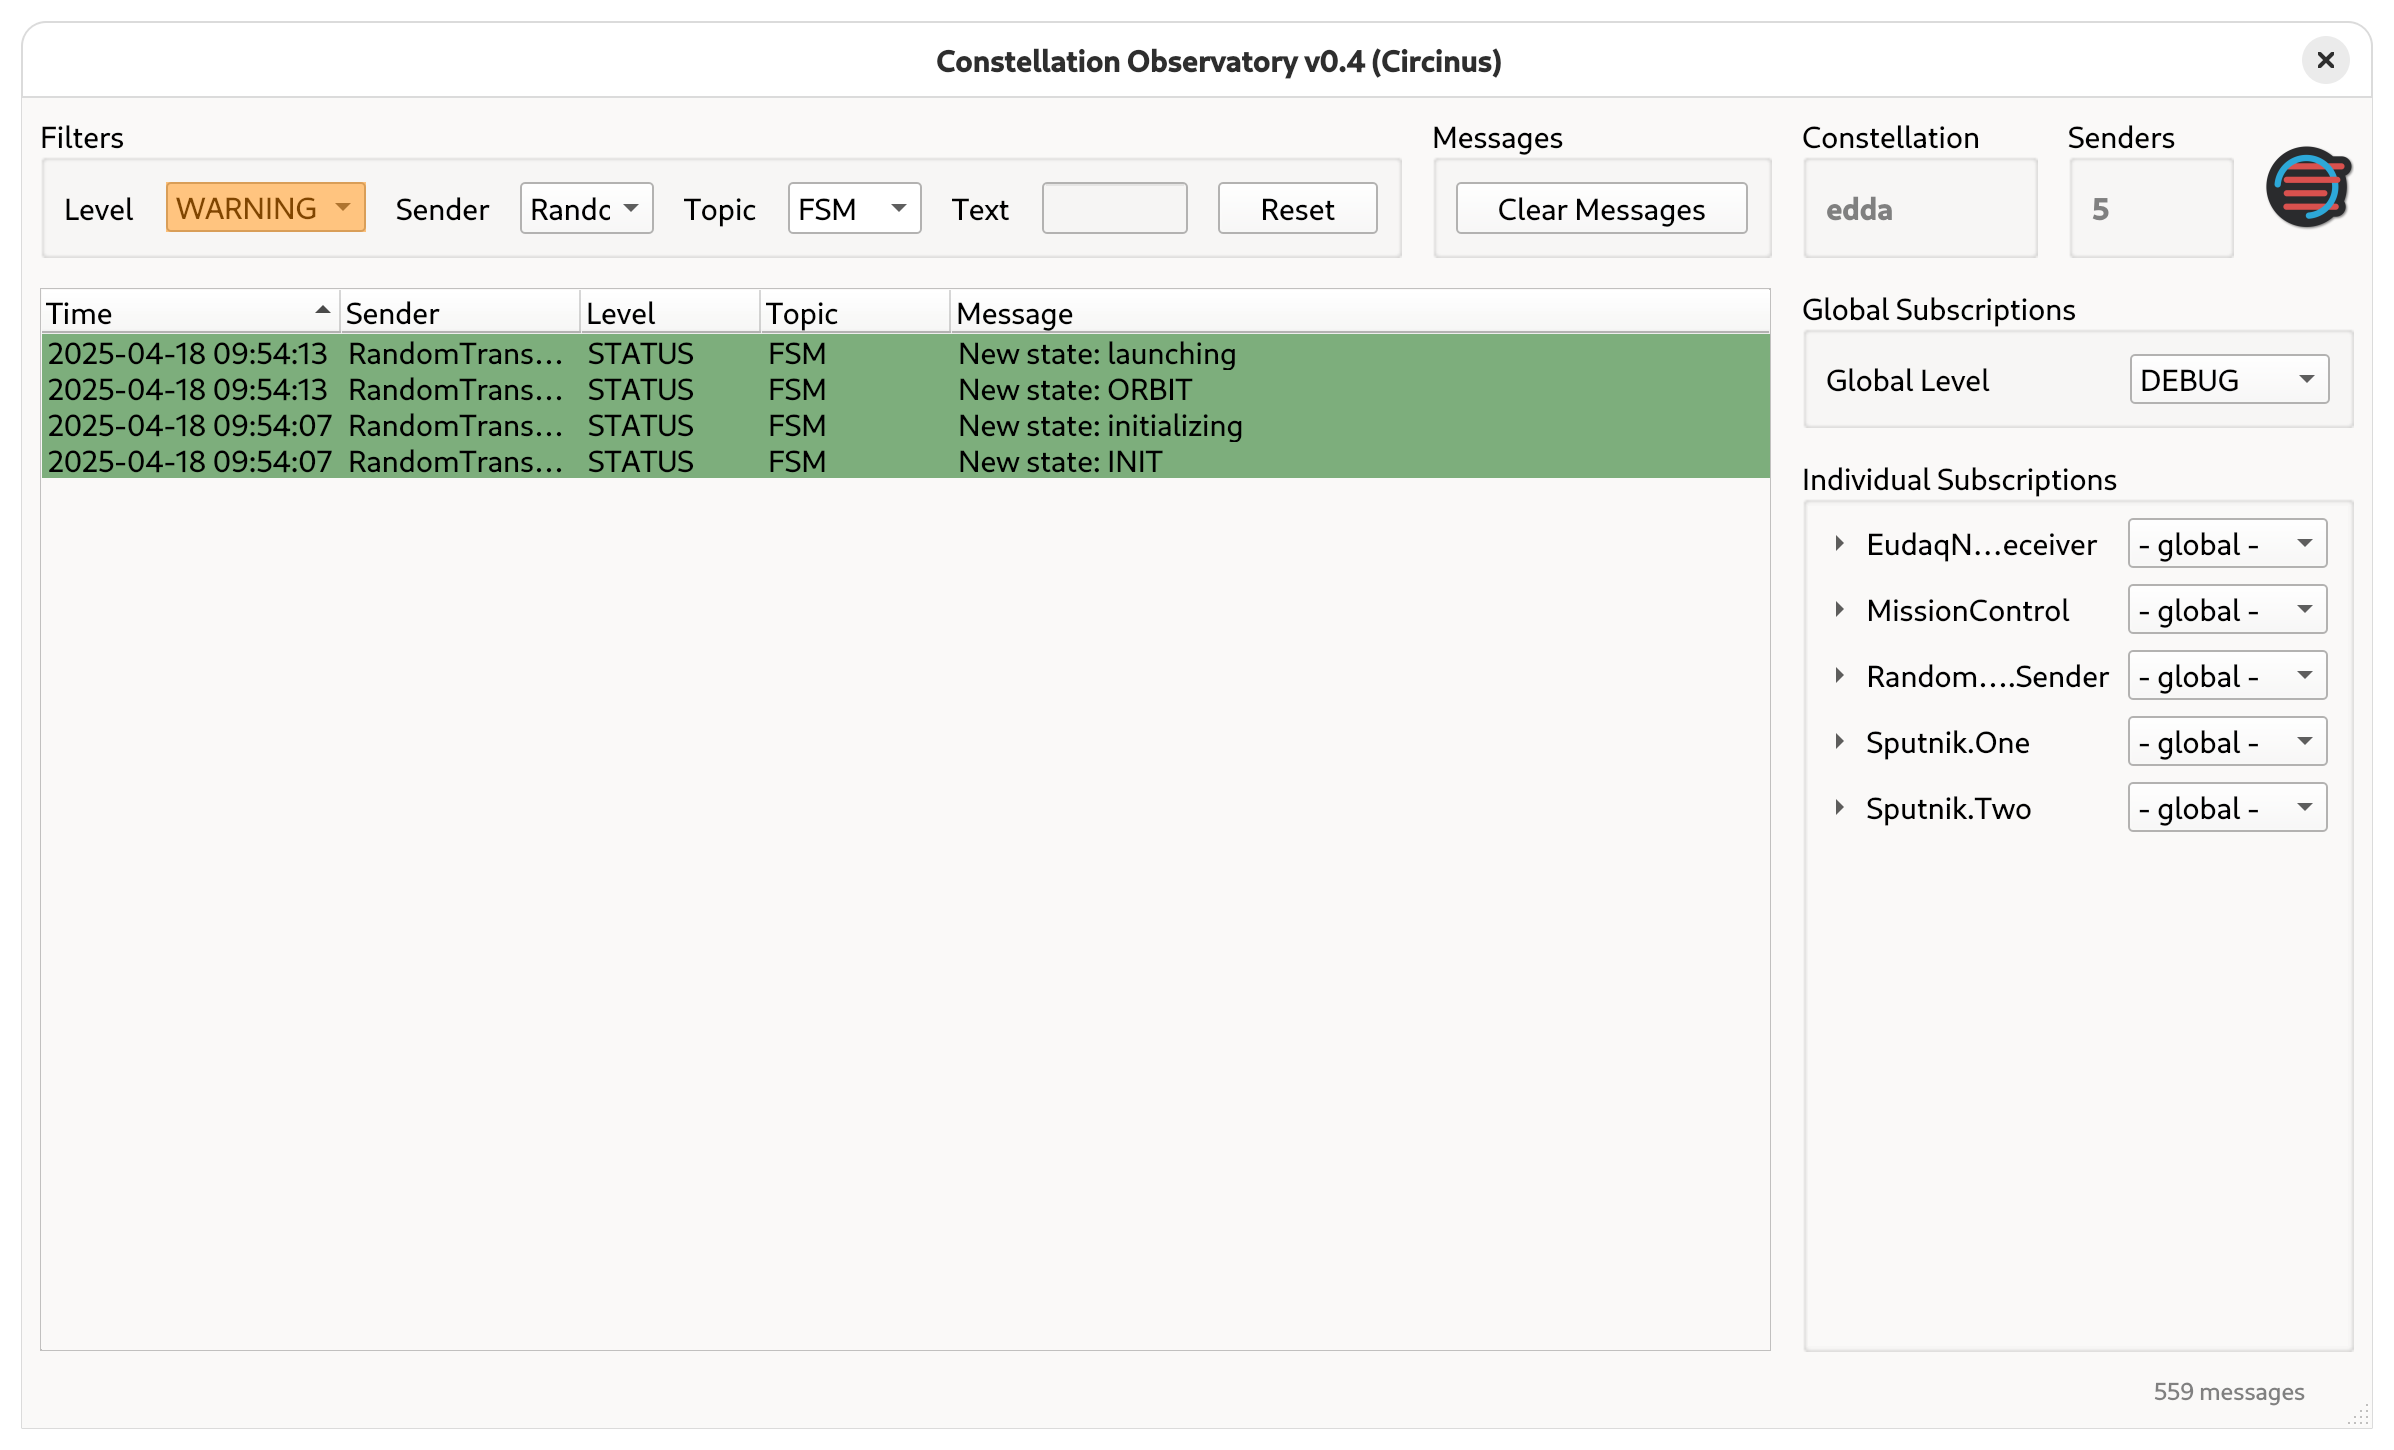 Constellation Observatory v0.4 (Circinus)
Filters
Messages
Constellation
Senders
Level WARNING Sender Rando Topic FSM Text Reset
Clear Messages
edda
5
Time Sender Level Topic Message
2025-04-18 09:54:13 RandomTrans... STATUS FSM New state: launching
2025-04-18 09:54:13 RandomTrans... STATUS FSM New state: ORBIT
2025-04-18 09:54:07 RandomTrans... STATUS FSM New state: initializing
2025-04-18 09:54:07 RandomTrans... STATUS FSM New state: INIT
Global Subscriptions
Global Level DEBUG
Individual Subscriptions
EudaqN...eceiver - global -
MissionControl - global -
Random....Sender - global -
Sputnik.One - global -
Sputnik.Two - global -
559 messages